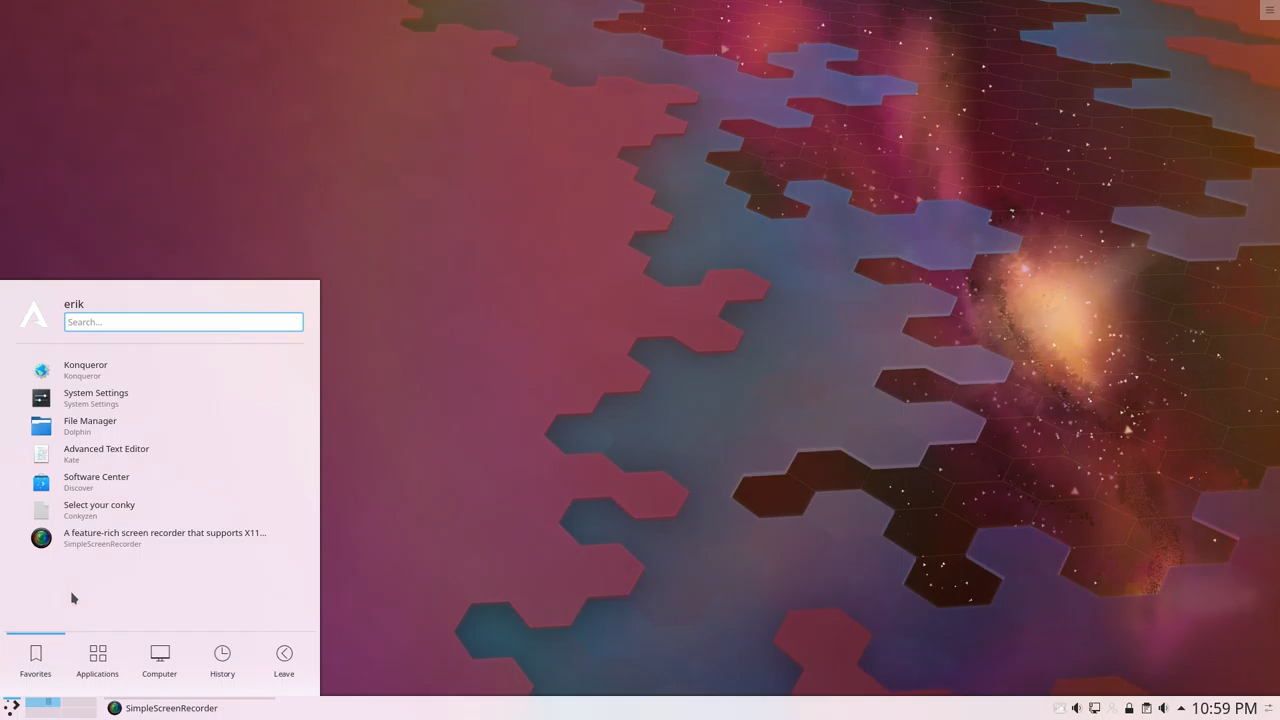 erik
Search...
Konqueror
Konqueror
System Settings
System Settings
File Manager
Dolphin
Advanced Text Editor
Kate
Software Center
Discover
Select your conky
Conkyzen
A feature-rich screen recorder that supports X11...
SimpleScreenRecorder
Favorites Applications Computer History Leave
SimpleScreenRecorder 10:59 PM